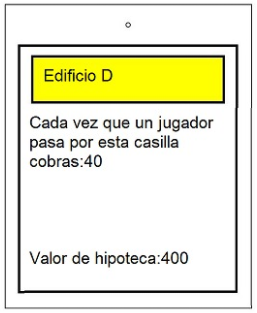 Edificio D
Cada vez que un jugador
pasa por esta casilla
cobras:40
Valor de hipoteca:400